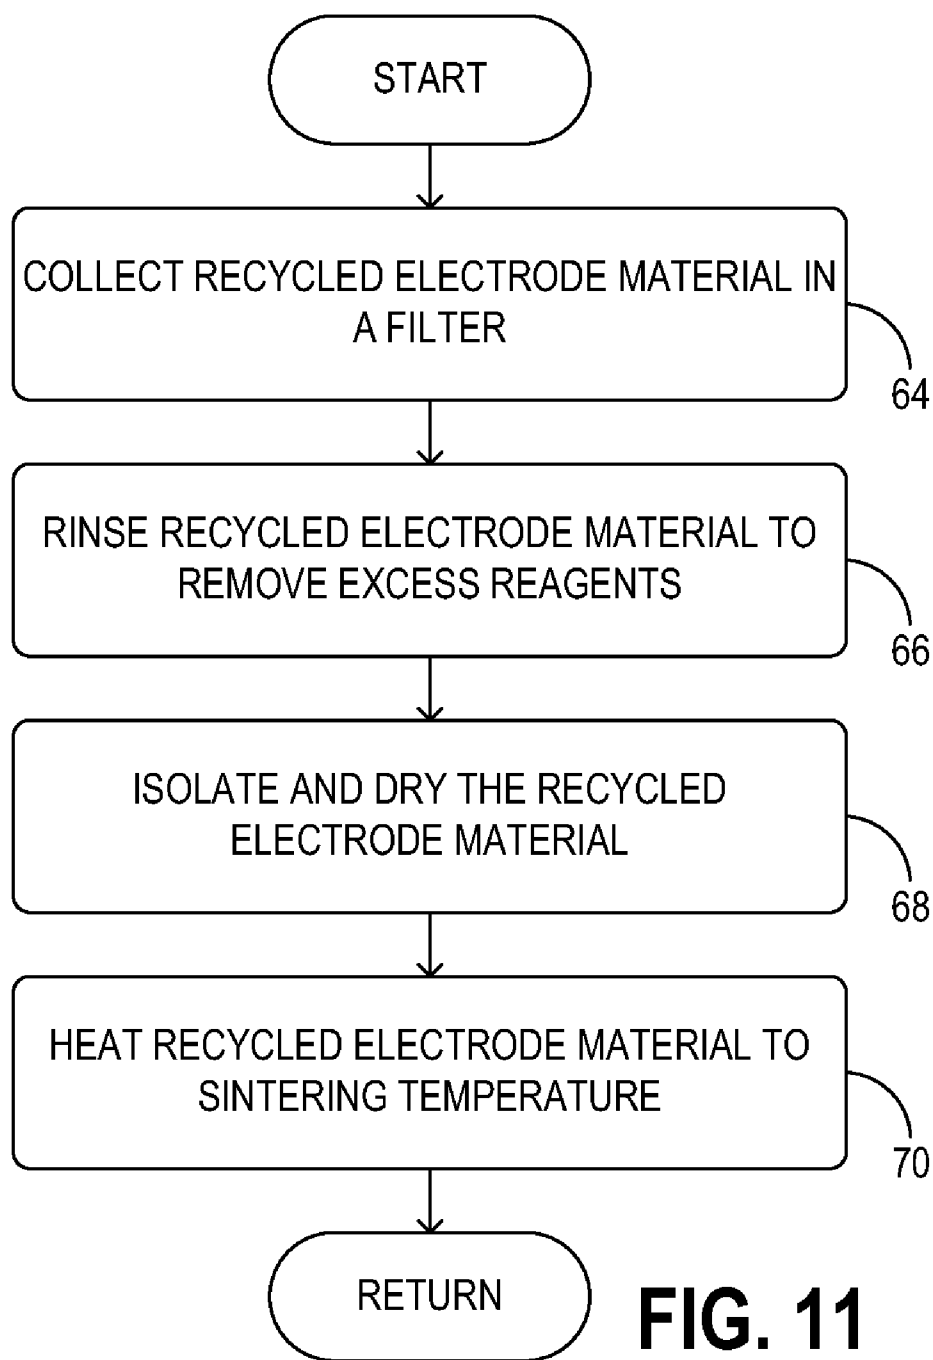 START
COLLECT RECYCLED ELECTRODE MATERIAL IN
A FILTER
64
RINSE RECYCLED ELECTRODE MATERIAL TO
REMOVE EXCESS REAGENTS
66
ISOLATE AND DRY THE RECYCLED
ELECTRODE MATERIAL
68
HEAT RECYCLED ELECTRODE MATERIAL TO
SINTERING TEMPERATURE
70
RETURN
FIG. 11